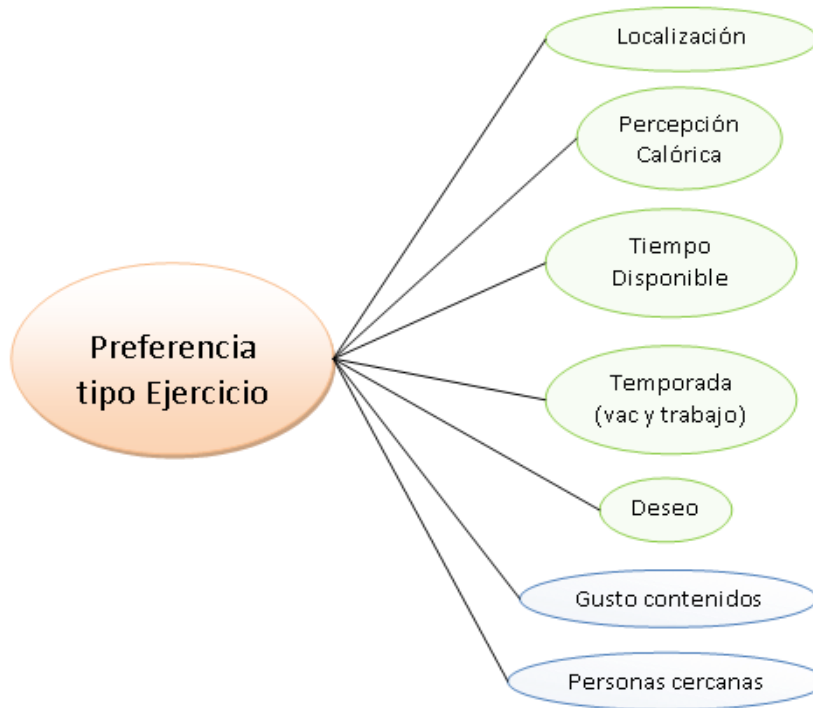 Localización
Percepción
Calórica
Tiempo
Disponible
Preferencia
tipo Ejercicio
Temporada
(vac y trabajo)
Deseo
Gusto contenidos
Personas cercanas